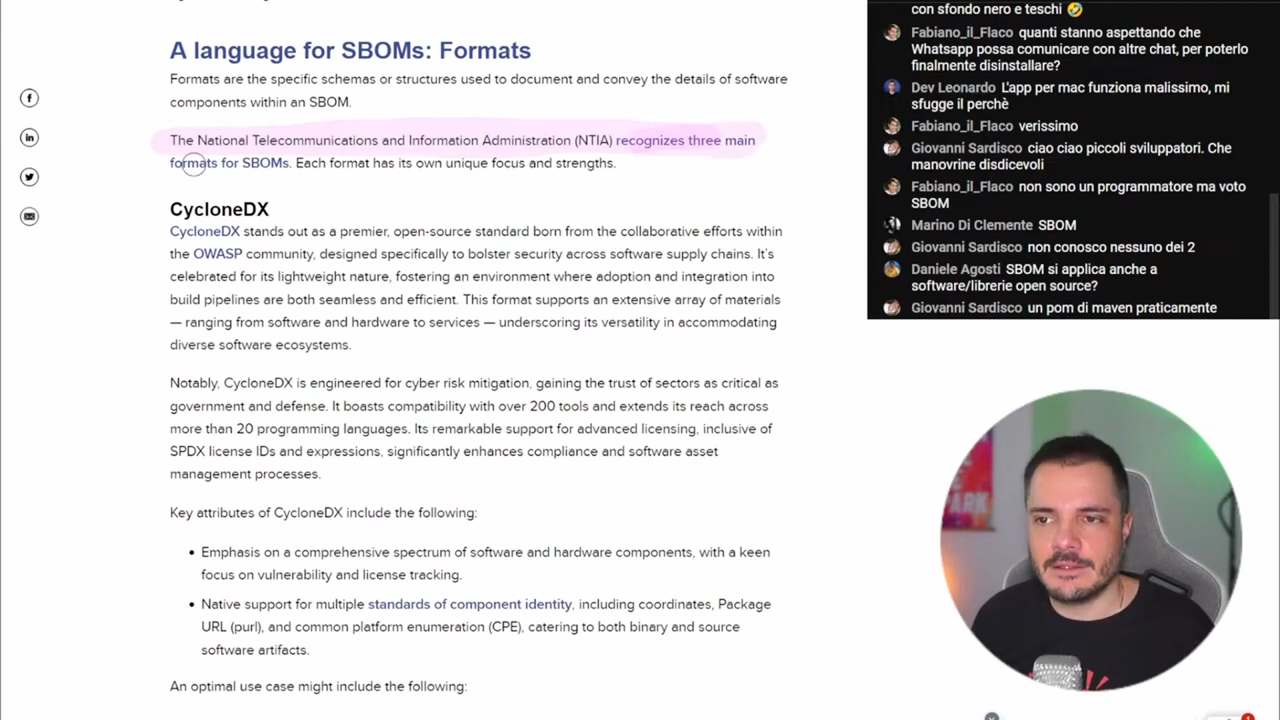 A language for SBOMs: Formats
Formats are the specific schemas or structures used to document and convey the details of software
components within an SBOM.
The National Telecommunications and Information Administration (NTIA) recognizes three main
formats for SBOMs. Each format has its own unique focus and strengths.
CycloneDX
CycloneDX stands out as a premier, open-source standard born from the collaborative efforts within
the OWASP community, designed specifically to bolster security across software supply chains. It's
celebrated for its lightweight nature, fostering an environment where adoption and integration into
build pipelines are both seamless and efficient. This format supports an extensive array of materials
— ranging from software and hardware to services — underscoring its versatility in accommodating
diverse software ecosystems.
Notably, CycloneDX is engineered for cyber risk mitigation, gaining the trust of sectors as critical as
government and defense. It boasts compatibility with over 200 tools and extends its reach across
more than 20 programming languages. Its remarkable support for advanced licensing, inclusive of
SPDX license IDs and expressions, significantly enhances compliance and software asset
management processes.
Key attributes of CycloneDX include the following:
• Emphasis on a comprehensive spectrum of software and hardware components, with a keen
focus on vulnerability and license tracking.
• Native support for multiple standards of component identity, including coordinates, Package
URL (purl), and common platform enumeration (CPE), catering to both binary and source
software artifacts.
An optimal use case might include the following:
con sfondo nero e teschi 🤣
Fabiano_il_Flaco quanti stanno aspettando che
Whatsapp possa comunicare con altre chat, per poterlo
finalmente disinstallare?
Dev Leonardo L'app per mac funziona malissimo, mi
sfugge il perchè
Fabiano_il_Flaco verissimo
Giovanni Sardisco ciao ciao piccoli sviluppatori. Che
manovrine disdicevoli
Fabiano_il_Flaco non sono un programmatore ma voto
SBOM
Marino Di Clemente SBOM
Giovanni Sardisco non conosco nessuno dei 2
Daniele Agosti SBOM si applica anche a
software/librerie open source?
Giovanni Sardisco un pom di maven praticamente